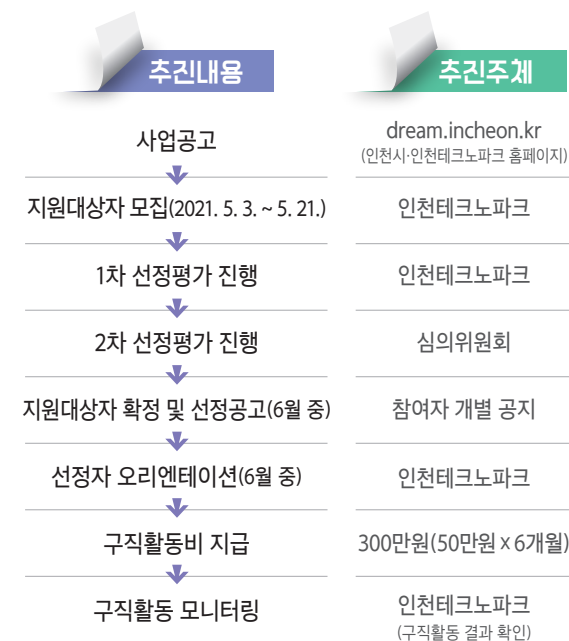 추진내용 추진주체
사업공고 dream.incheon.kr
(인천시·인천테크노파크 홈페이지)
지원대상자 모집(2021. 5. 3. ~ 5. 21.) 인천테크노파크
1차 선정평가 진행 인천테크노파크
2차 선정평가 진행 심의위원회
지원대상자 확정 및 선정공고(6월 중) 참여자 개별 공지
선정자 오리엔테이션(6월 중) 인천테크노파크
구직활동비 지급 300만원(50만원 x 6개월)
구직활동 모니터링 인천테크노파크
(구직활동 결과 확인)